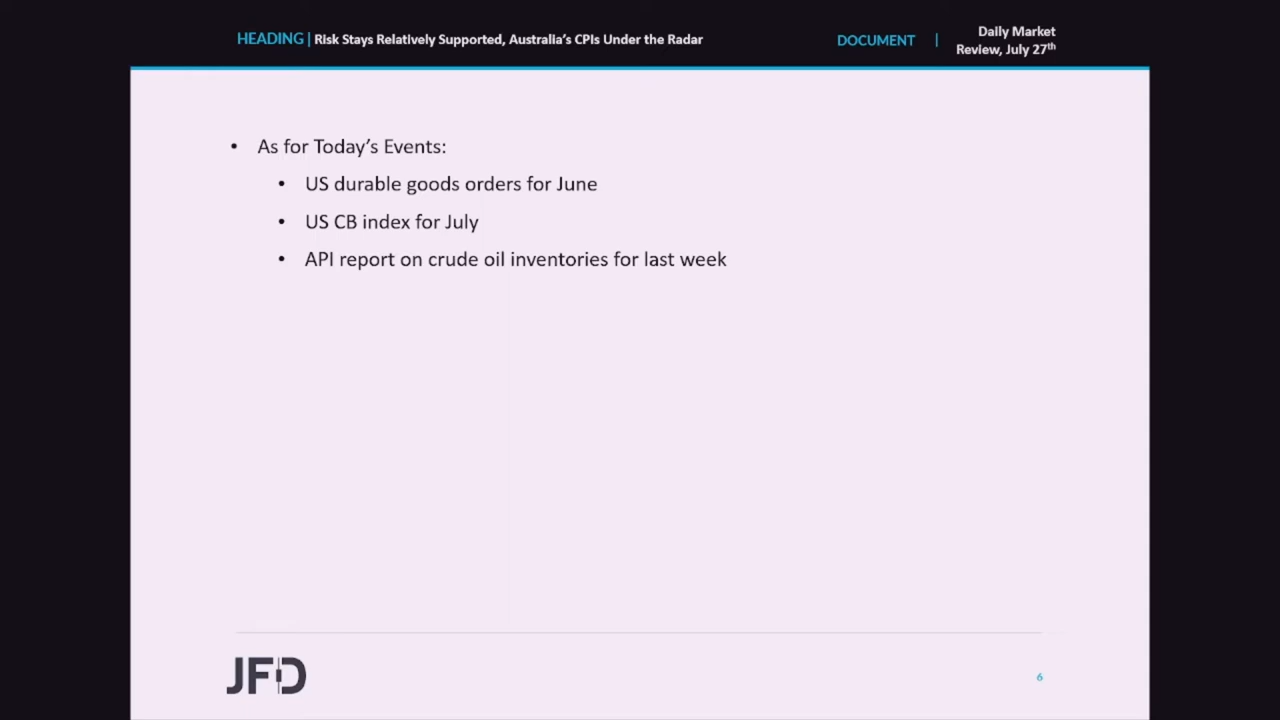 HEADING | Risk Stays Relatively Supported, Australia's CPIs Under the Radar
DOCUMENT | Daily Market
Review, July 27th
• As for Today's Events:
• US durable goods orders for June
• US CB index for July
• API report on crude oil inventories for last week
JFD
6